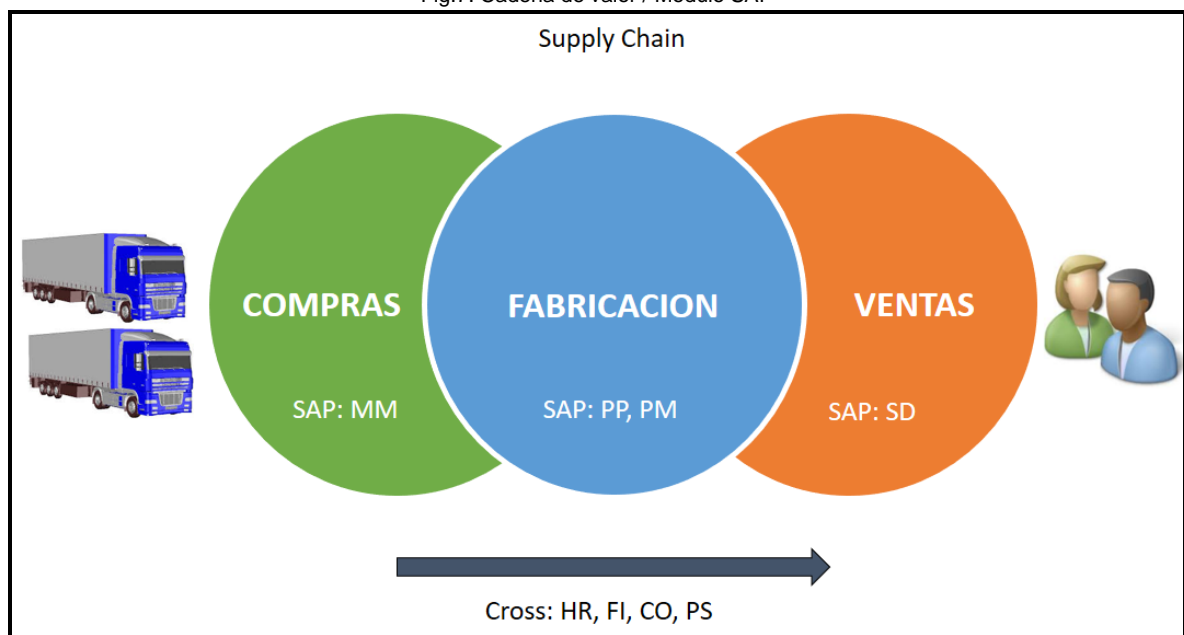 Supply Chain
COMPRAS
FABRICACION
VENTAS
SAP: MM
SAP: PP, PM
SAP: SD
Cross: HR, FI, CO, PS